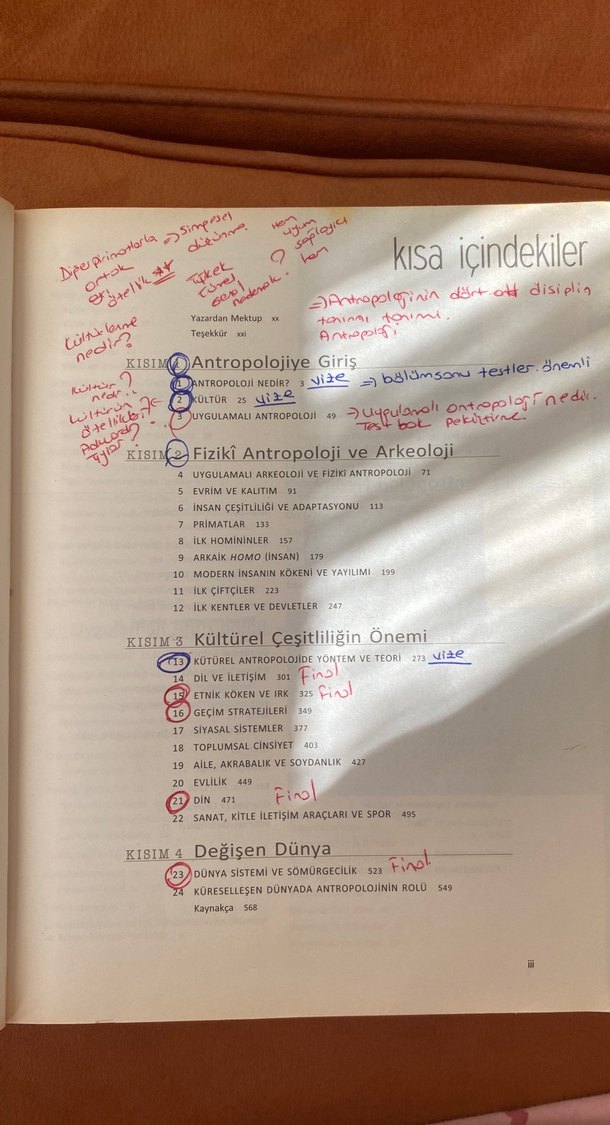 Diğer primatlarla => simgesel
ortak düşünme.
özellik **
hem
uyum
sağlayıcı
hem
?
kısa içindekiler
=> Antropolojinin dört alt disiplin
tanımı tanımı.
Antropoloji
Kültürleme
nedir?
Yazardan Mektup xx
Teşekkür xxi
KISIM 1 Antropolojiye Giriş
1 ANTROPOLOJİ NEDİR? 3 vize => bölümsonu testler önemli
2 KÜLTÜR 25 vize
3 UYGULAMALI ANTROPOLOJİ 49 => Uygulamalı antropoloji nedir.
Test bak pekiştirme.
Kültür?
nedir..
Kültürün <=
özellikleri?
KISIM 2 Fizikî Antropoloji ve Arkeoloji
4 UYGULAMALI ARKEOLOJİ VE FİZİKÎ ANTROPOLOJİ 71
5 EVRİM VE KALITIM 91
6 İNSAN ÇEŞİTLİLİĞİ VE ADAPTASYONU 113
7 PRİMATLAR 133
8 İLK HOMİNİNLER 157
9 ARKAİK HOMO (İNSAN) 179
10 MODERN İNSANIN KÖKENİ VE YAYILIMI 199
11 İLK ÇİFTÇİLER 223
12 İLK KENTLER VE DEVLETLER 247
KISIM 3 Kültürel Çeşitliliğin Önemi
13 KÜTÜREL ANTROPOLOJİDE YÖNTEM VE TEORİ 273 vize
14 DİL VE İLETİŞİM 301 Final
15 ETNİK KÖKEN VE IRK 325 Final
16 GEÇİM STRATEJİLERİ 349
17 SİYASAL SİSTEMLER 377
18 TOPLUMSAL CİNSİYET 403
19 AİLE, AKRABALIK VE SOYDANLIK 427
20 EVLİLİK 449
21 DİN 471 Final
22 SANAT, KİTLE İLETİŞİM ARAÇLARI VE SPOR 495
KISIM 4 Değişen Dünya
23 DÜNYA SİSTEMİ VE SÖMÜRGECİLİK 523 Final
24 KÜRESELLEŞEN DÜNYADA ANTROPOLOJİNİN ROLÜ 549
Kaynakça 568
iii